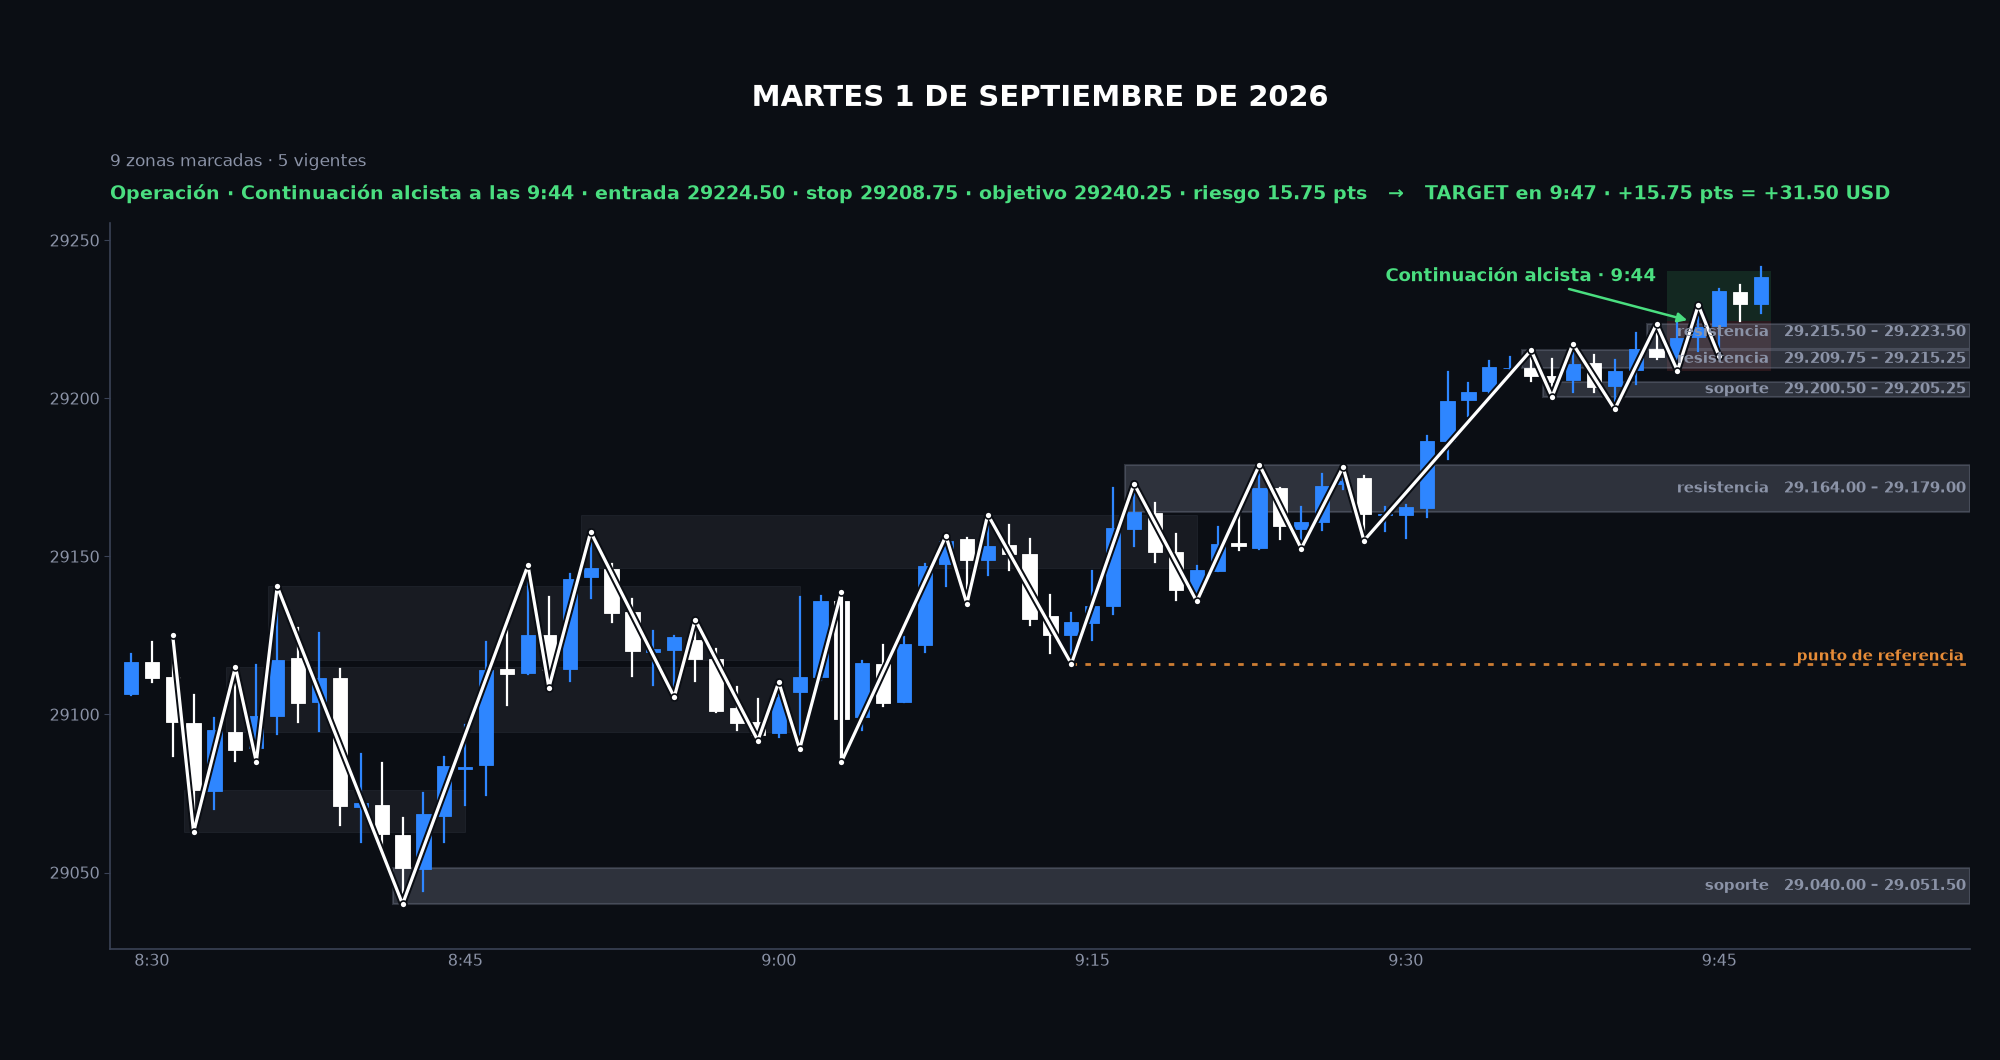 MARTES 1 DE SEPTIEMBRE DE 2026
9 zonas marcadas · 5 vigentes
Operación · Continuación alcista a las 9:44 · entrada 29224.50 · stop 29208.75 · objetivo 29240.25 · riesgo 15.75 pts → TARGET en 9:47 · +15.75 pts = +31.50 USD
29250
Continuación alcista · 9:44
resistencia 29.215.50 – 29.223.50
resistencia 29.209.75 – 29.215.25
soporte 29.200.50 – 29.205.25
29200
resistencia 29.164.00 – 29.179.00
29150
punto de referencia
29100
29050
soporte 29.040.00 – 29.051.50
8:30 8:45 9:00 9:15 9:30 9:45